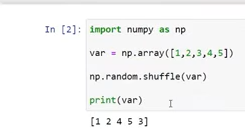 In [2]: import numpy as np
var = np.array([1,2,3,4,5])
np.random.shuffle(var)
print(var)
[1 2 4 5 3]